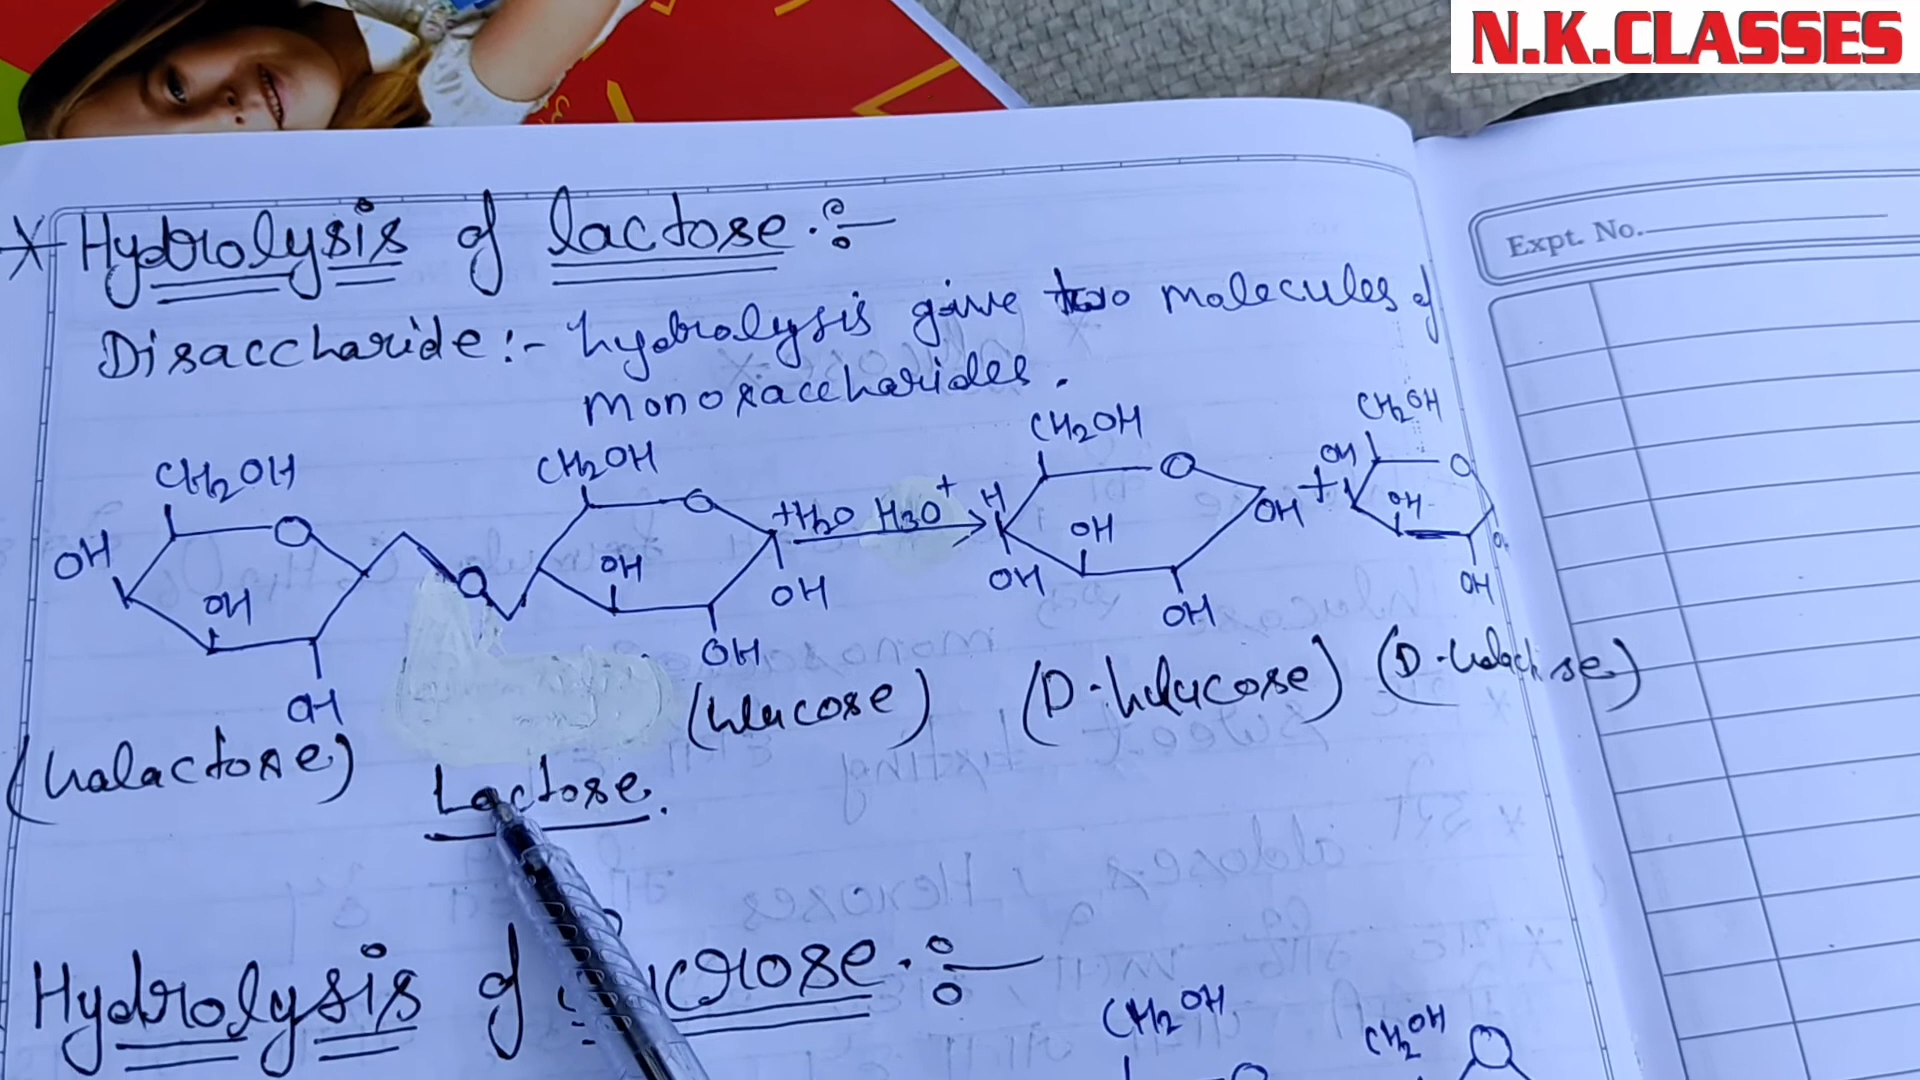 N.K.CLASSES
Expt. No.
* Hydrolysis of lactose :-
Disaccharide :- hydrolysis give two molecules of
monosaccharides.
CH2OH CH2OH CH2OH CH2OH
OH O O +H2O H3O+ H O OH + OH O
OH O OH OH OH OH OH OH
OH OH OH OH
(Galactose) (Glucose) (D-Glucose) (D-Galactose)
Lactose.
Hydrolysis of Sucrose :-
CH2OH CH2OH
O O